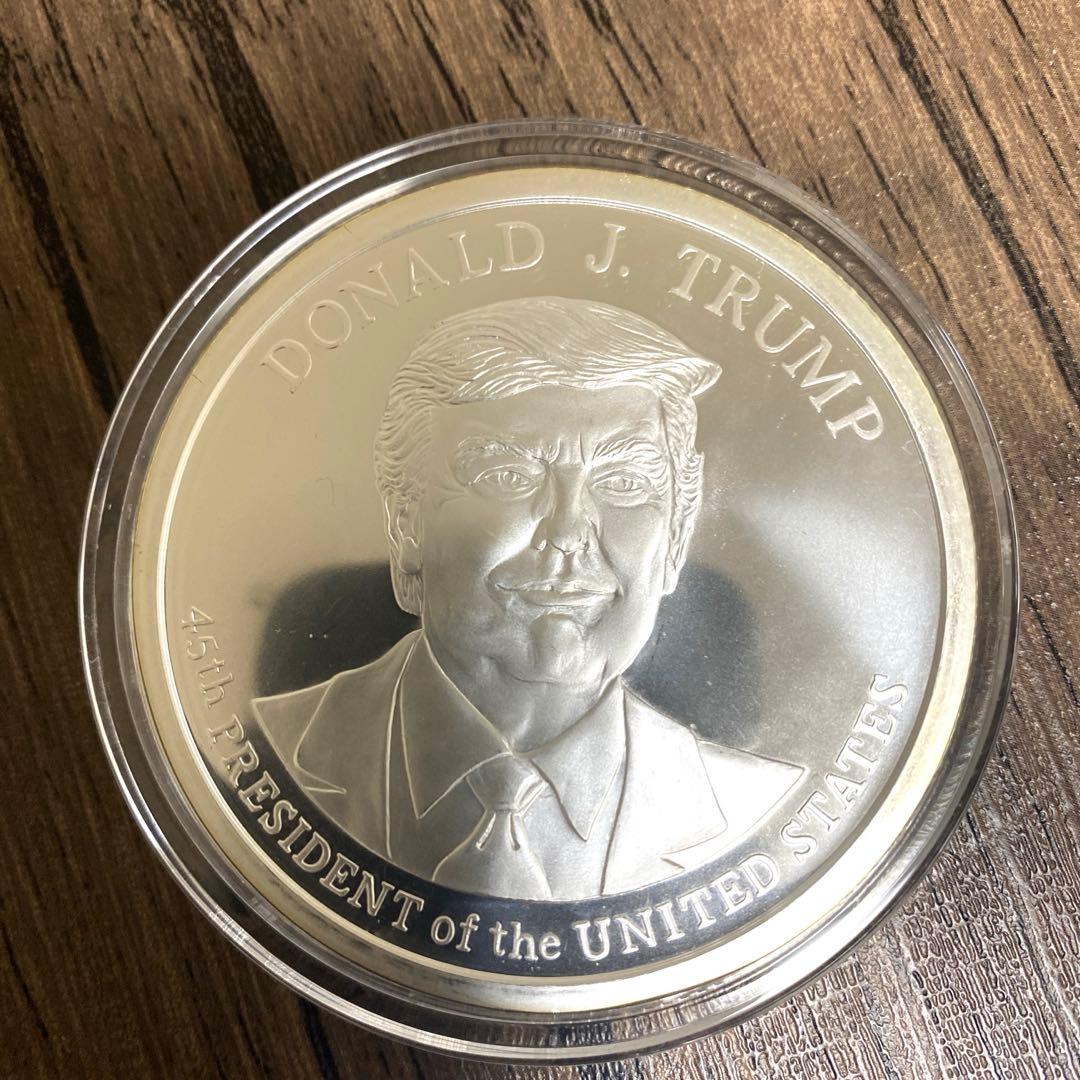 DONALD J. TRUMP
45th PRESIDENT of the UNITED STATES